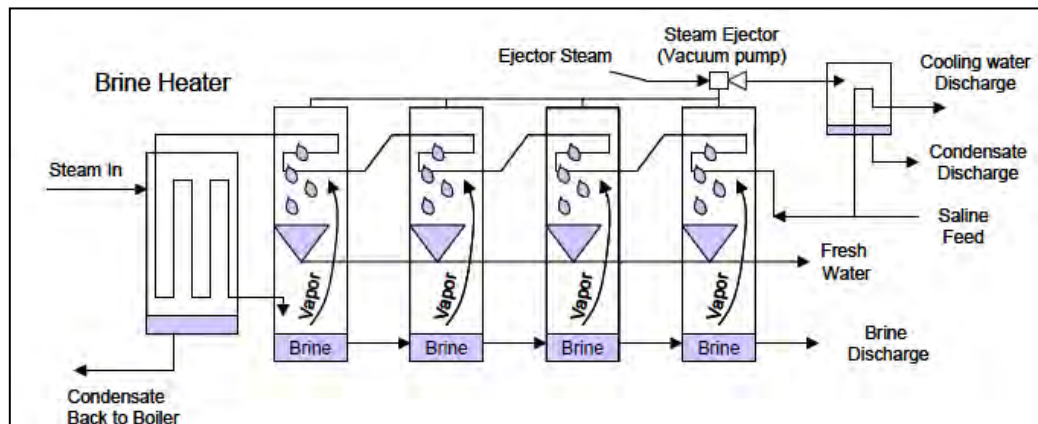 Steam Ejector
(Vacuum pump)
Ejector Steam
Cooling water
Discharge
Brine Heater
Steam In
Condensate
Discharge
Saline
Feed
Fresh
Water
Vapor
Vapor
Vapor
Vapor
Brine
Brine
Brine
Brine
Brine
Discharge
Condensate
Back to Boiler